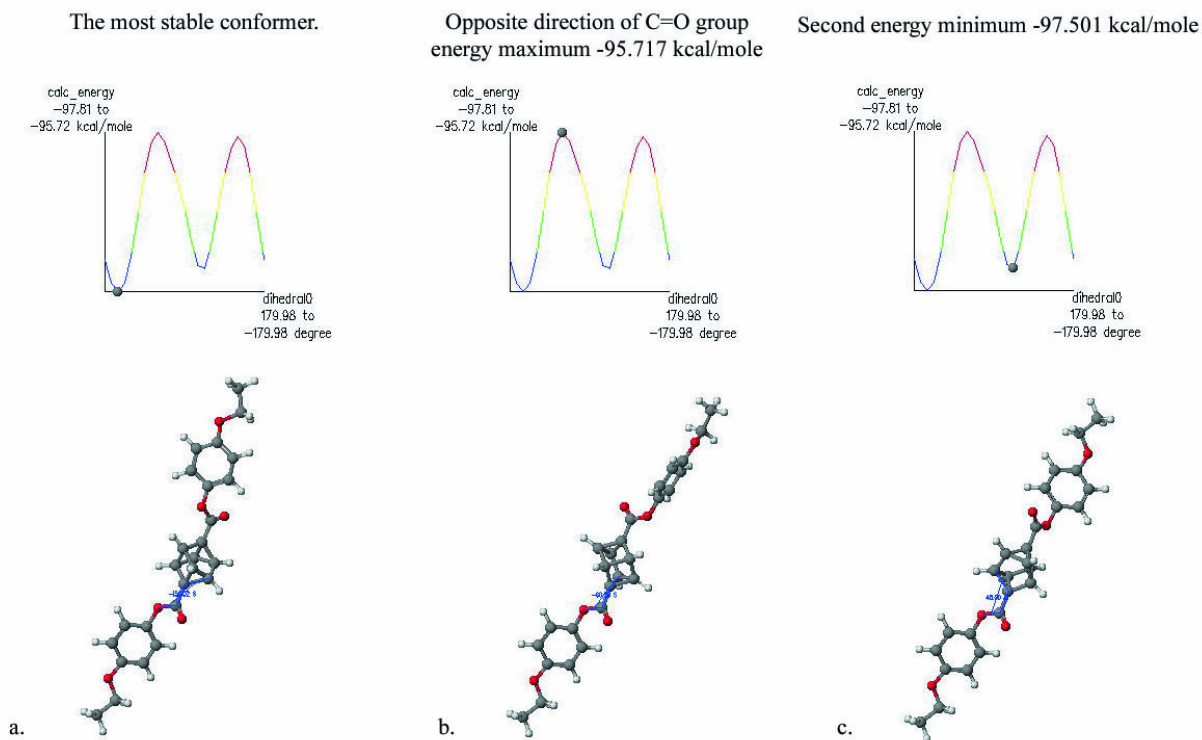 The most stable conformer.
Opposite direction of C=O group
energy maximum -95.717 kcal/mole
Second energy minimum -97.501 kcal/mole
calc_energy
-97.81 to
-95.72 kcal/mole
dihedral0
179.98 to
-179.98 degree
calc_energy
-97.81 to
-95.72 kcal/mole
dihedral0
179.98 to
-179.98 degree
calc_energy
-97.81 to
-95.72 kcal/mole
dihedral0
179.98 to
-179.98 degree
a.
b.
c.